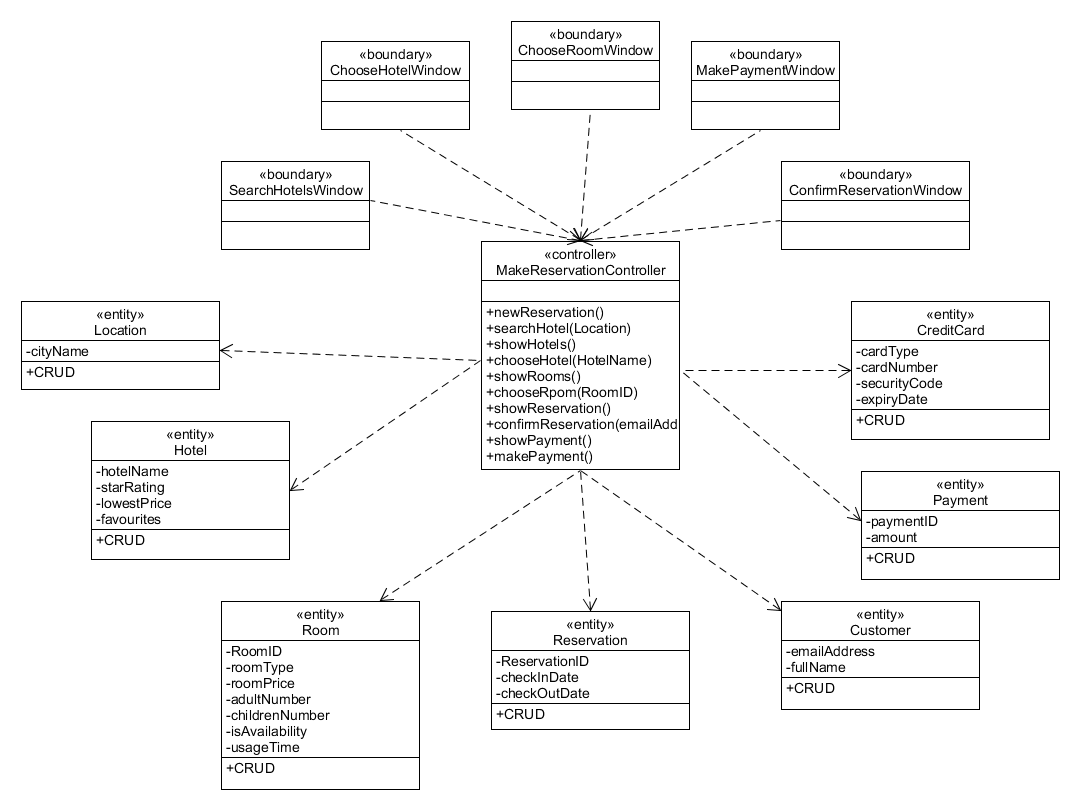 «boundary»
ChooseRoomWindow
«boundary»
ChooseHotelWindow
«boundary»
MakePaymentWindow
«boundary»
SearchHotelsWindow
«boundary»
ConfirmReservationWindow
«controller»
MakeReservationController
+newReservation()
+searchHotel(Location)
+showHotels()
+chooseHotel(HotelName)
+showRooms()
+chooseRpom(RoomID)
+showReservation()
+confirmReservation(emailAdd
+showPayment()
+makePayment()
«entity»
Location
-cityName
+CRUD
«entity»
CreditCard
-cardType
-cardNumber
-securityCode
-expiryDate
+CRUD
«entity»
Hotel
-hotelName
-starRating
-lowestPrice
-favourites
+CRUD
«entity»
Payment
-paymentID
-amount
+CRUD
«entity»
Room
-RoomID
-roomType
-roomPrice
-adultNumber
-childrenNumber
-isAvailability
-usageTime
+CRUD
«entity»
Reservation
-ReservationID
-checkInDate
-checkOutDate
+CRUD
«entity»
Customer
-emailAddress
-fullName
+CRUD